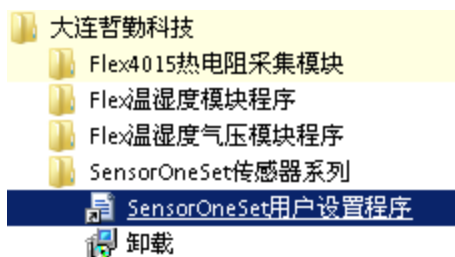 大连哲勤科技
Flex4015热电阻采集模块
Flex温湿度模块程序
Flex温湿度气压模块程序
SensorOneSet传感器系列
SensorOneSet用户设置程序
卸载